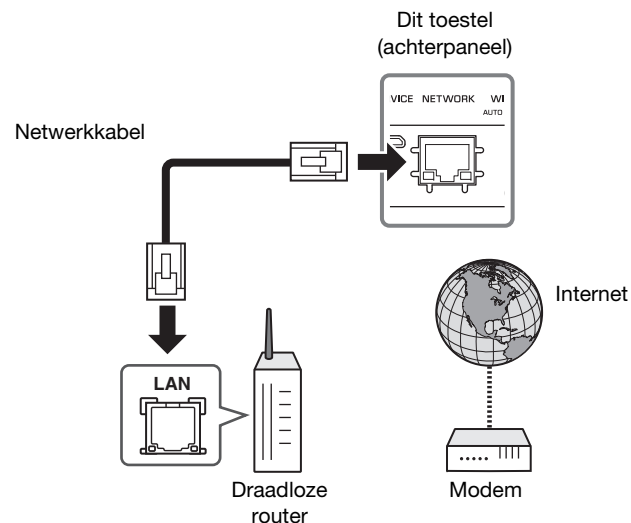 Dit toestel
(achterpaneel)
VICE NETWORK WI
AUTO
Netwerkkabel
Internet
LAN
Draadloze
router
Modem